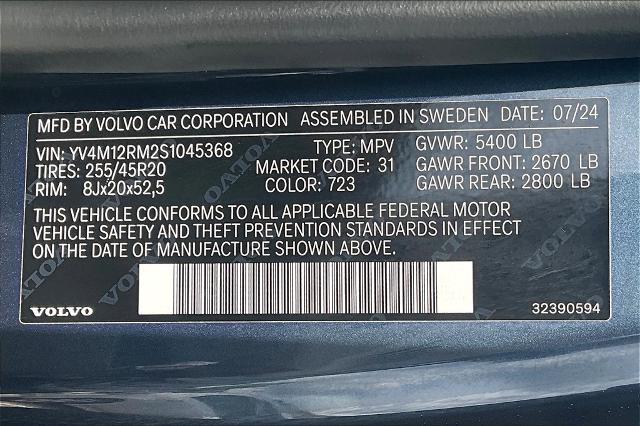 MFD BY VOLVO CAR CORPORATION ASSEMBLED IN SWEDEN DATE: 07/24
VIN: YV4M12RM2S1045368 TYPE: MPV GVWR: 5400 LB
TIRES: 255/45R20 MARKET CODE: 31 GAWR FRONT: 2670 LB
RIM: 8Jx20x52,5 COLOR: 723 GAWR REAR: 2800 LB
THIS VEHICLE CONFORMS TO ALL APPLICABLE FEDERAL MOTOR
VEHICLE SAFETY AND THEFT PREVENTION STANDARDS IN EFFECT
ON THE DATE OF MANUFACTURE SHOWN ABOVE.
VOLVO 32390594